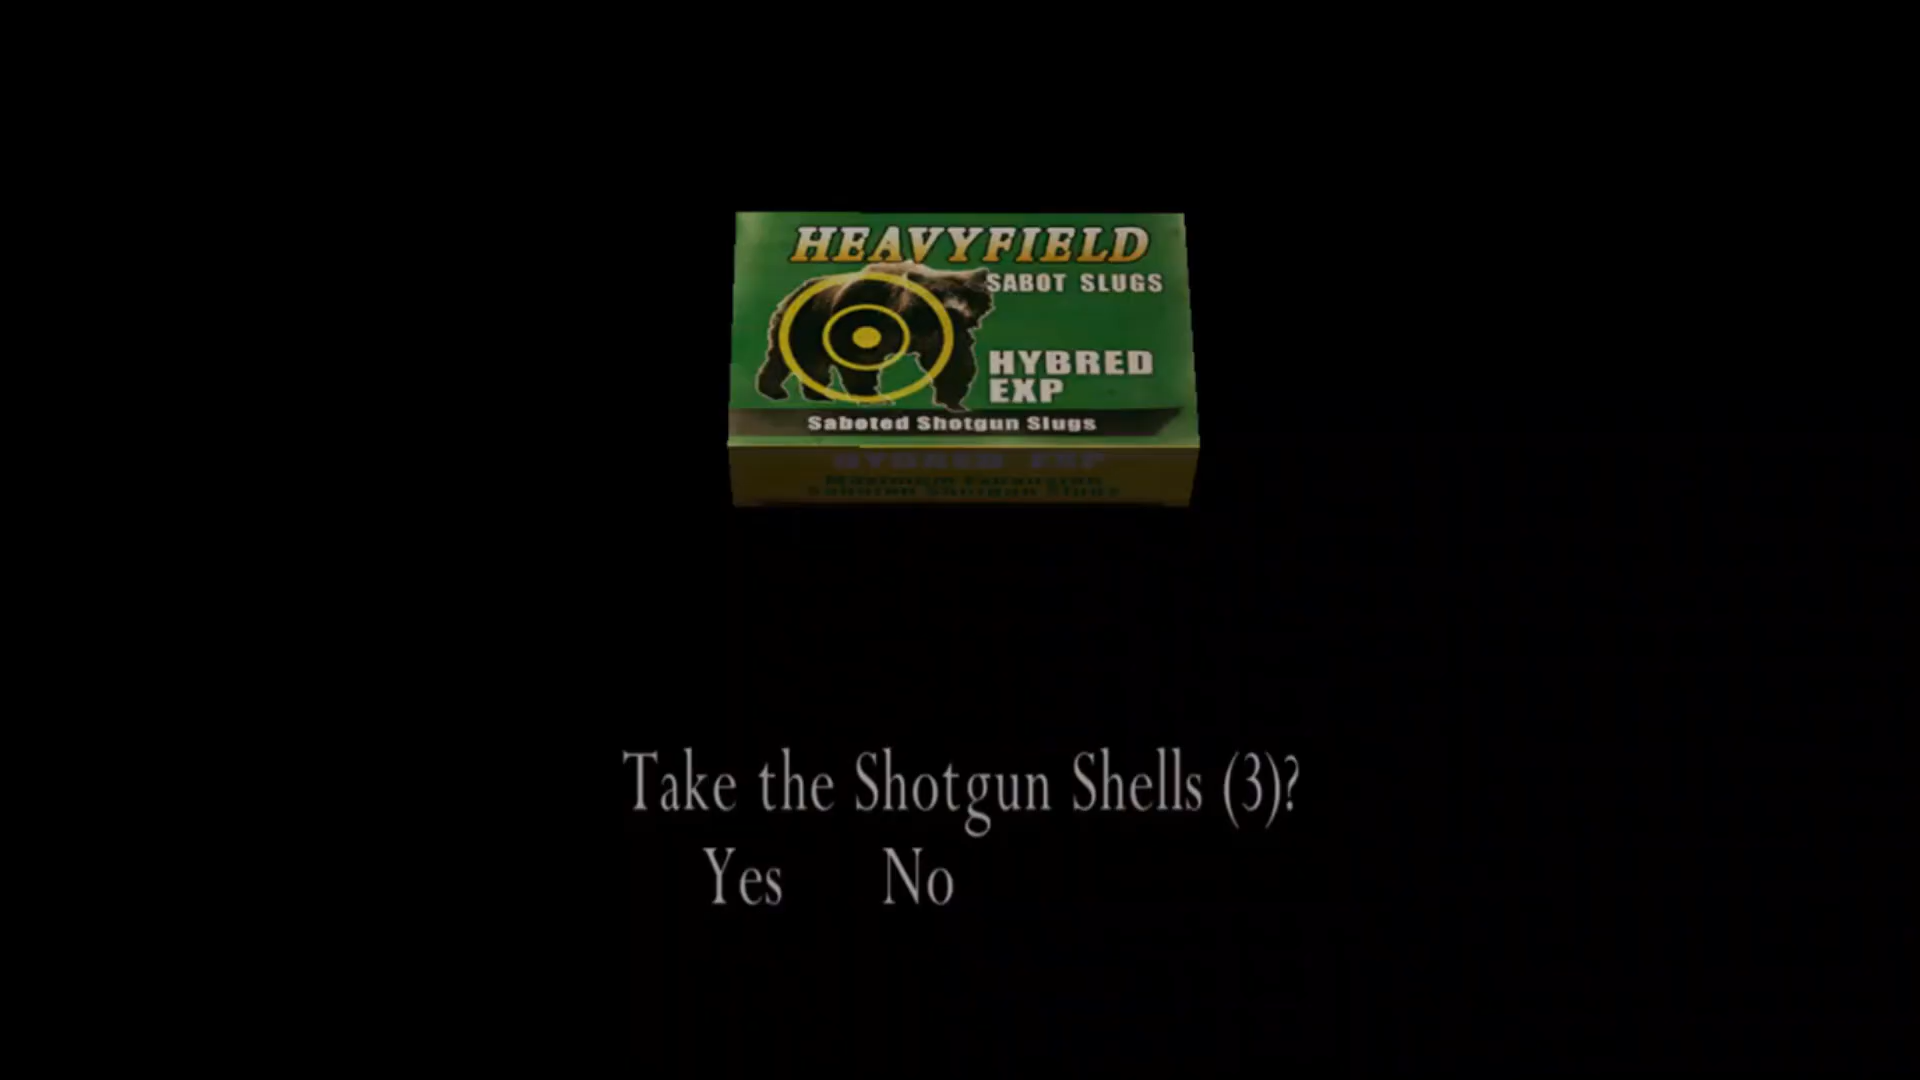 HEAVYFIELD
SABOT SLUGS
HYBRED
EXP
Saboted Shotgun Slugs
Take the Shotgun Shells (3)?
Yes No